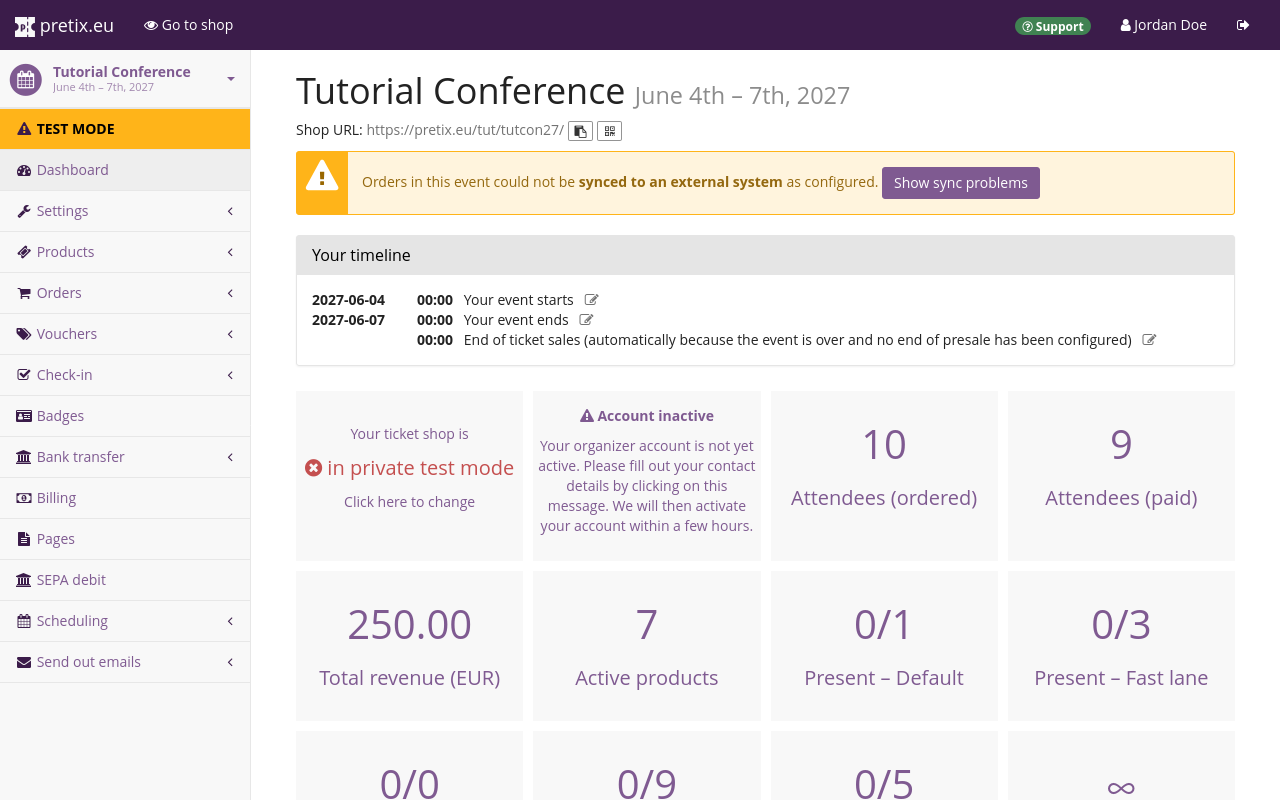 pretix.eu
Go to shop
Support
Jordan Doe
Tutorial Conference
June 4th – 7th, 2027
TEST MODE
Dashboard
Settings
Products
Orders
Vouchers
Check-in
Badges
Bank transfer
Billing
Pages
SEPA debit
Scheduling
Send out emails
Tutorial Conference June 4th – 7th, 2027
Shop URL: https://pretix.eu/tut/tutcon27/
Orders in this event could not be synced to an external system as configured. Show sync problems
Your timeline
2027-06-04 00:00 Your event starts
2027-06-07 00:00 Your event ends
00:00 End of ticket sales (automatically because the event is over and no end of presale has been configured)
Your ticket shop is
in private test mode
Click here to change
Account inactive
Your organizer account is not yet
active. Please fill out your contact
details by clicking on this
message. We will then activate
your account within a few hours.
10
Attendees (ordered)
9
Attendees (paid)
250.00
Total revenue (EUR)
7
Active products
0/1
Present – Default
0/3
Present – Fast lane
0/0
0/9
0/5
∞